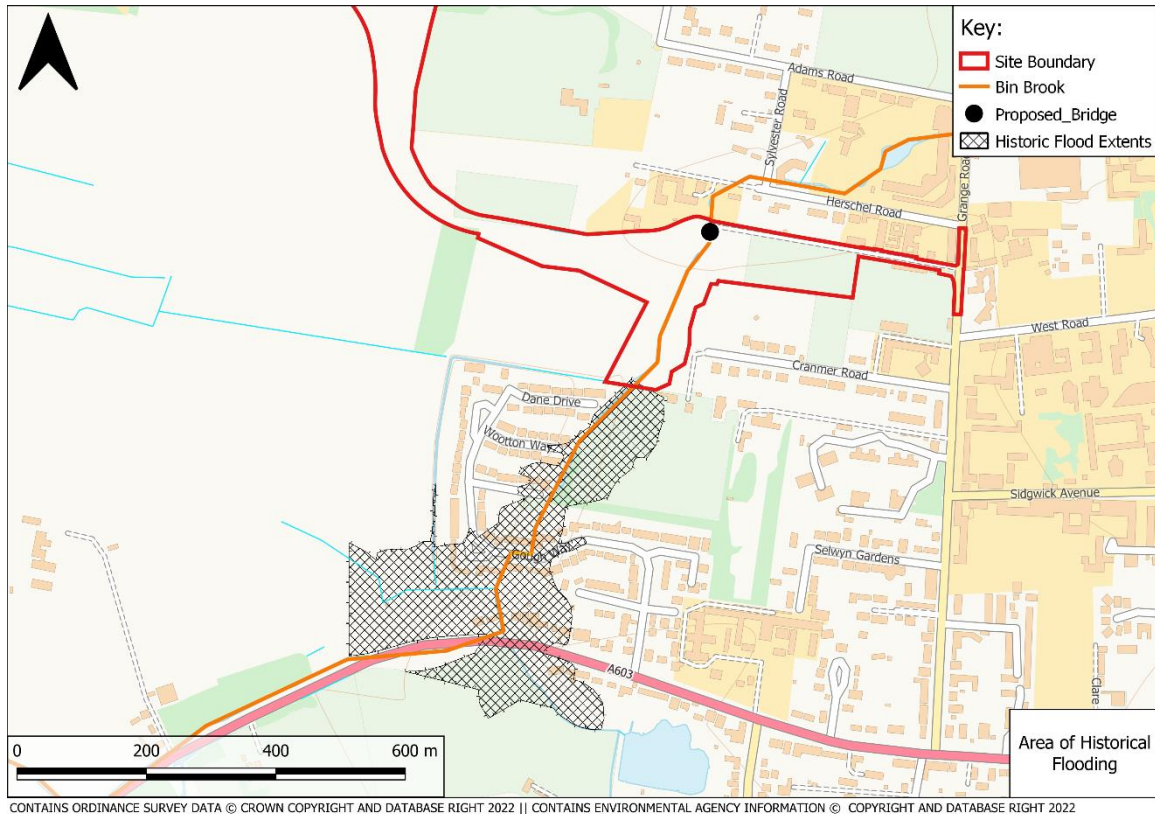 Key:
Site Boundary
Bin Brook
Proposed_Bridge
Historic Flood Extents
Adams Road
Sylvester Road
Herschel Road
Grange Road
West Road
Cranmer Road
Dane Drive
Wootton Way
Sidgwick Avenue
Gough Way
Selwyn Gardens
A603
Clare
0 200 400 600 m
Area of Historical
Flooding
CONTAINS ORDINANCE SURVEY DATA © CROWN COPYRIGHT AND DATABASE RIGHT 2022 || CONTAINS ENVIRONMENTAL AGENCY INFORMATION © COPYRIGHT AND DATABASE RIGHT 2022